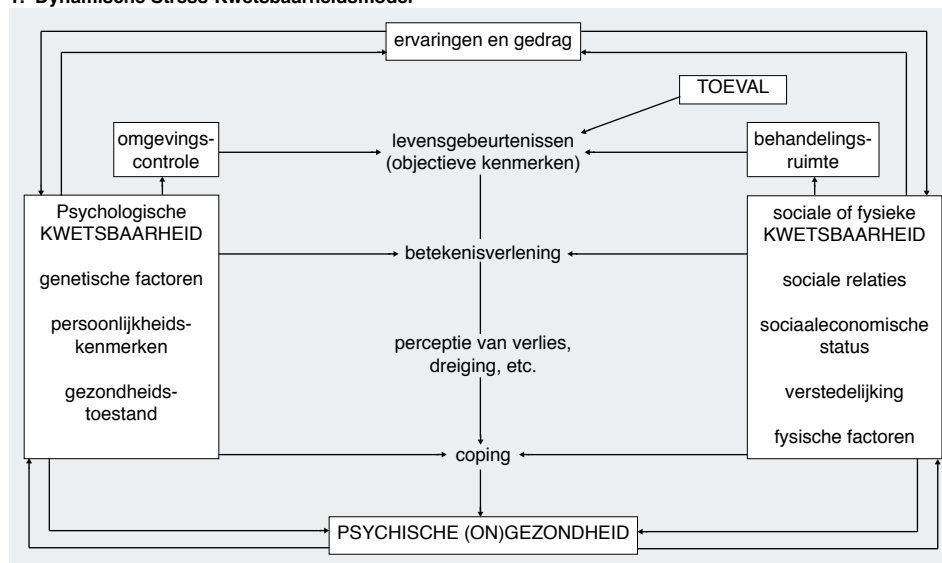 1. Dynamische Stress-Kwetsbaarheidsmodel
ervaringen en gedrag
TOEVAL
omgevings-
controle
levensgebeurtenissen
(objectieve kenmerken)
behandelings-
ruimte
Psychologische
KWETSBAARHEID
genetische factoren
persoonlijkheids-
kenmerken
gezondheids-
toestand
betekenisverlening
perceptie van verlies,
dreiging, etc.
coping
sociale of fysieke
KWETSBAARHEID
sociale relaties
sociaaleconomische
status
verstedelijking
fysische factoren
PSYCHISCHE (ON)GEZONDHEID